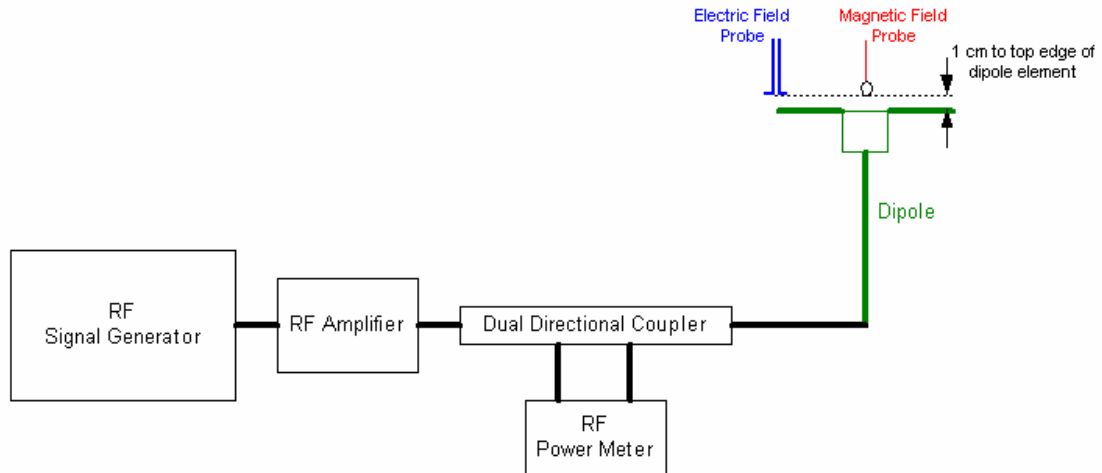 Electric Field
Probe
Magnetic Field
Probe
1 cm to top edge of
dipole element
Dipole
RF
Signal Generator
RF Amplifier
Dual Directional Coupler
RF
Power Meter